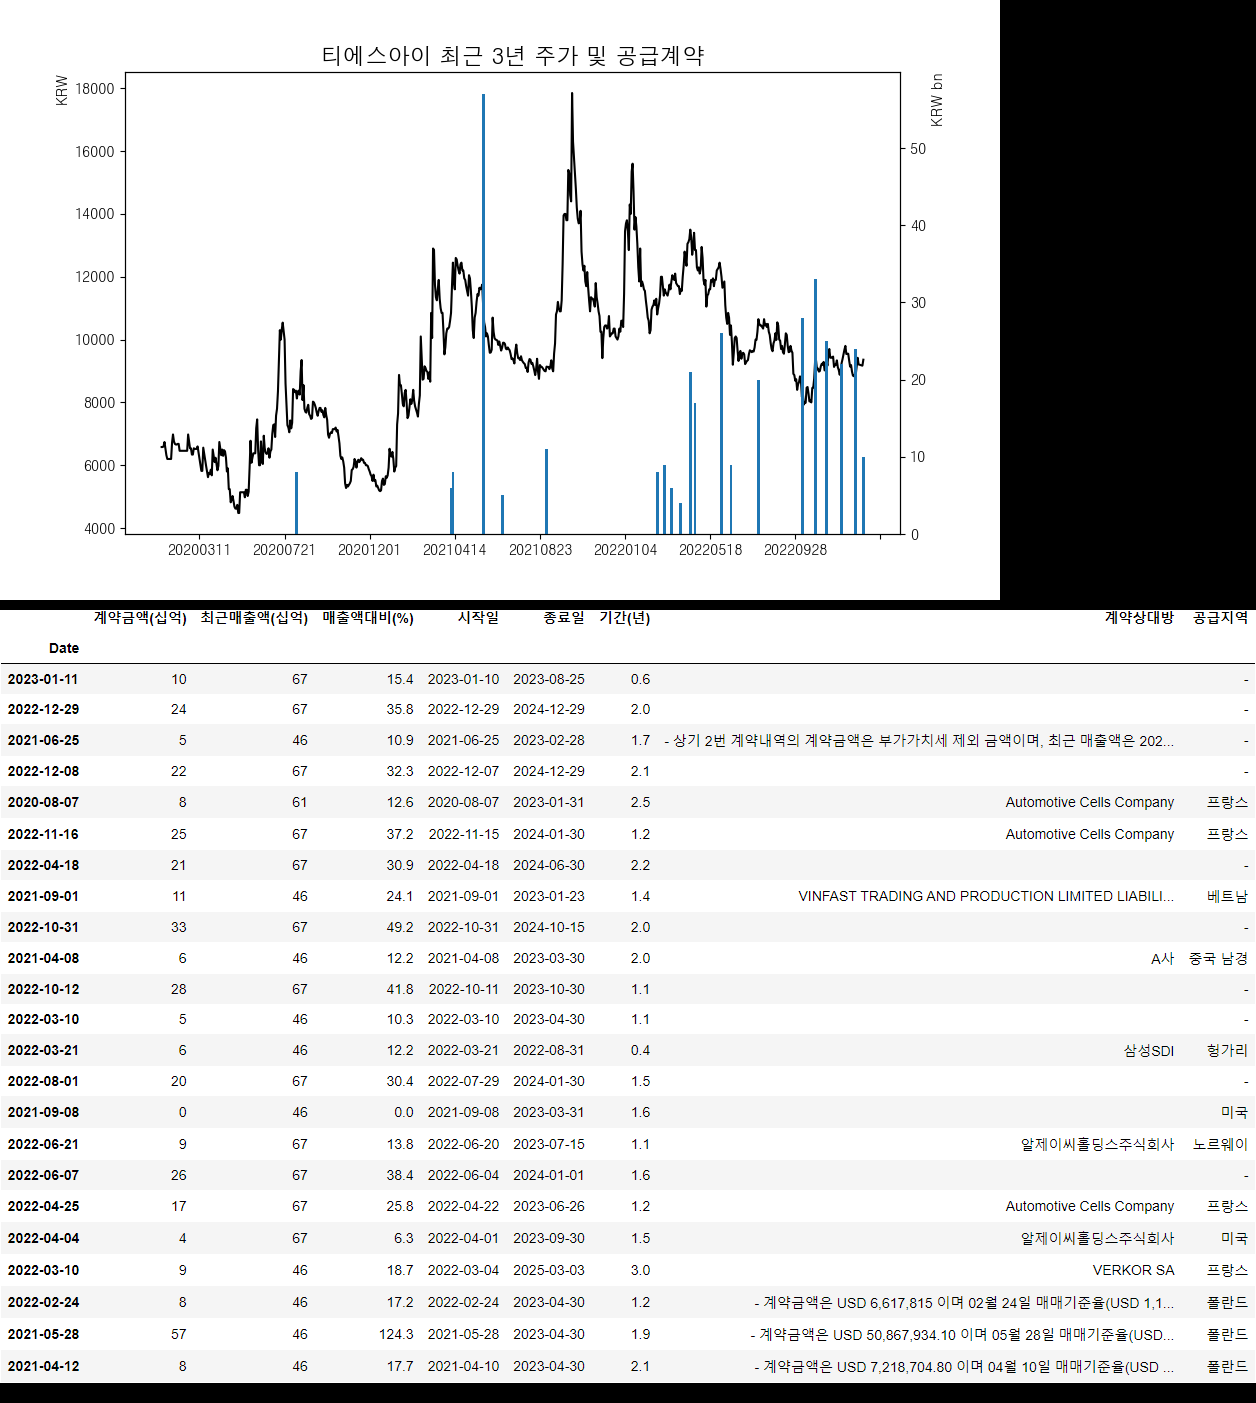 티에스아이 최근 3년 주가 및 공급계약
KRW
KRW bn
18000
16000
14000
12000
10000
8000
6000
4000
50
40
30
20
10
0
20200311 20200721 20201201 20210414 20210823 20220104 20220518 20220928
계약금액(십억) 최근매출액(십억) 매출액대비(%) 시작일 종료일 기간(년) 계약상대방 공급지역
Date
2023-01-11 10 67 15.4 2023-01-10 2023-08-25 0.6 -
2022-12-29 24 67 35.8 2022-12-29 2024-12-29 2.0 -
2021-06-25 5 46 10.9 2021-06-25 2023-02-28 1.7 - 상기 2번 계약내역의 계약금액은 부가가치세 제외 금액이며, 최근 매출액은 202... -
2022-12-08 22 67 32.3 2022-12-07 2024-12-29 2.1 -
2020-08-07 8 61 12.6 2020-08-07 2023-01-31 2.5 Automotive Cells Company 프랑스
2022-11-16 25 67 37.2 2022-11-15 2024-01-30 1.2 Automotive Cells Company 프랑스
2022-04-18 21 67 30.9 2022-04-18 2024-06-30 2.2 -
2021-09-01 11 46 24.1 2021-09-01 2023-01-23 1.4 VINFAST TRADING AND PRODUCTION LIMITED LIABILI... 베트남
2022-10-31 33 67 49.2 2022-10-31 2024-10-15 2.0 -
2021-04-08 6 46 12.2 2021-04-08 2023-03-30 2.0 A사 중국 남경
2022-10-12 28 67 41.8 2022-10-11 2023-10-30 1.1 -
2022-03-10 5 46 10.3 2022-03-10 2023-04-30 1.1 -
2022-03-21 6 46 12.2 2022-03-21 2022-08-31 0.4 삼성SDI 헝가리
2022-08-01 20 67 30.4 2022-07-29 2024-01-30 1.5 -
2021-09-08 0 46 0.0 2021-09-08 2023-03-31 1.6 미국
2022-06-21 9 67 13.8 2022-06-20 2023-07-15 1.1 알제이씨홀딩스주식회사 노르웨이
2022-06-07 26 67 38.4 2022-06-04 2024-01-01 1.6 -
2022-04-25 17 67 25.8 2022-04-22 2023-06-26 1.2 Automotive Cells Company 프랑스
2022-04-04 4 67 6.3 2022-04-01 2023-09-30 1.5 알제이씨홀딩스주식회사 미국
2022-03-10 9 46 18.7 2022-03-04 2025-03-03 3.0 VERKOR SA 프랑스
2022-02-24 8 46 17.2 2022-02-24 2023-04-30 1.2 - 계약금액은 USD 6,617,815 이며 02월 24일 매매기준율(USD 1,1... 폴란드
2021-05-28 57 46 124.3 2021-05-28 2023-04-30 1.9 - 계약금액은 USD 50,867,934.10 이며 05월 28일 매매기준율(USD... 폴란드
2021-04-12 8 46 17.7 2021-04-10 2023-04-30 2.1 - 계약금액은 USD 7,218,704.80 이며 04월 10일 매매기준율(USD ... 폴란드